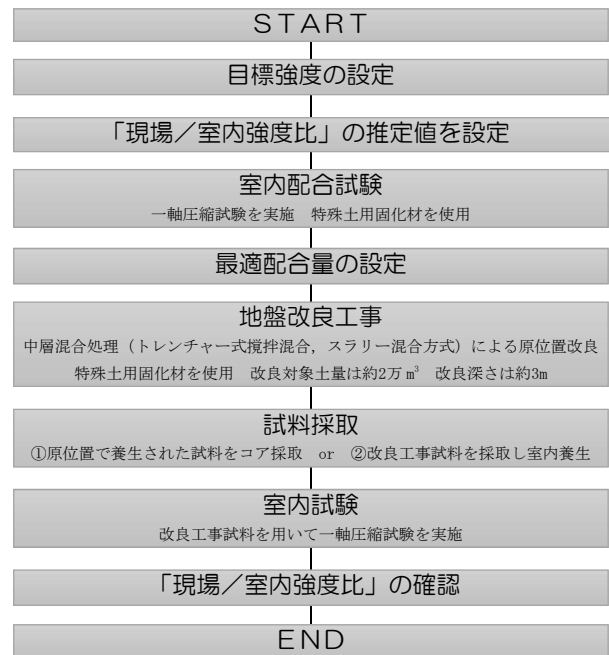 ＳＴＡＲＴ
目標強度の設定
「現場／室内強度比」の推定値を設定
室内配合試験
一軸圧縮試験を実施　特殊土用固化材を使用
最適配合量の設定
地盤改良工事
中層混合処理（トレンチャー式撹拌混合，スラリー混合方式）による原位置改良
特殊土用固化材を使用　改良対象土量は約2万ｍ³　改良深さは約3m
試料採取
①原位置で養生された試料をコア採取　or　②改良工事試料を採取し室内養生
室内試験
改良工事試料を用いて一軸圧縮試験を実施
「現場／室内強度比」の確認
ＥＮＤ